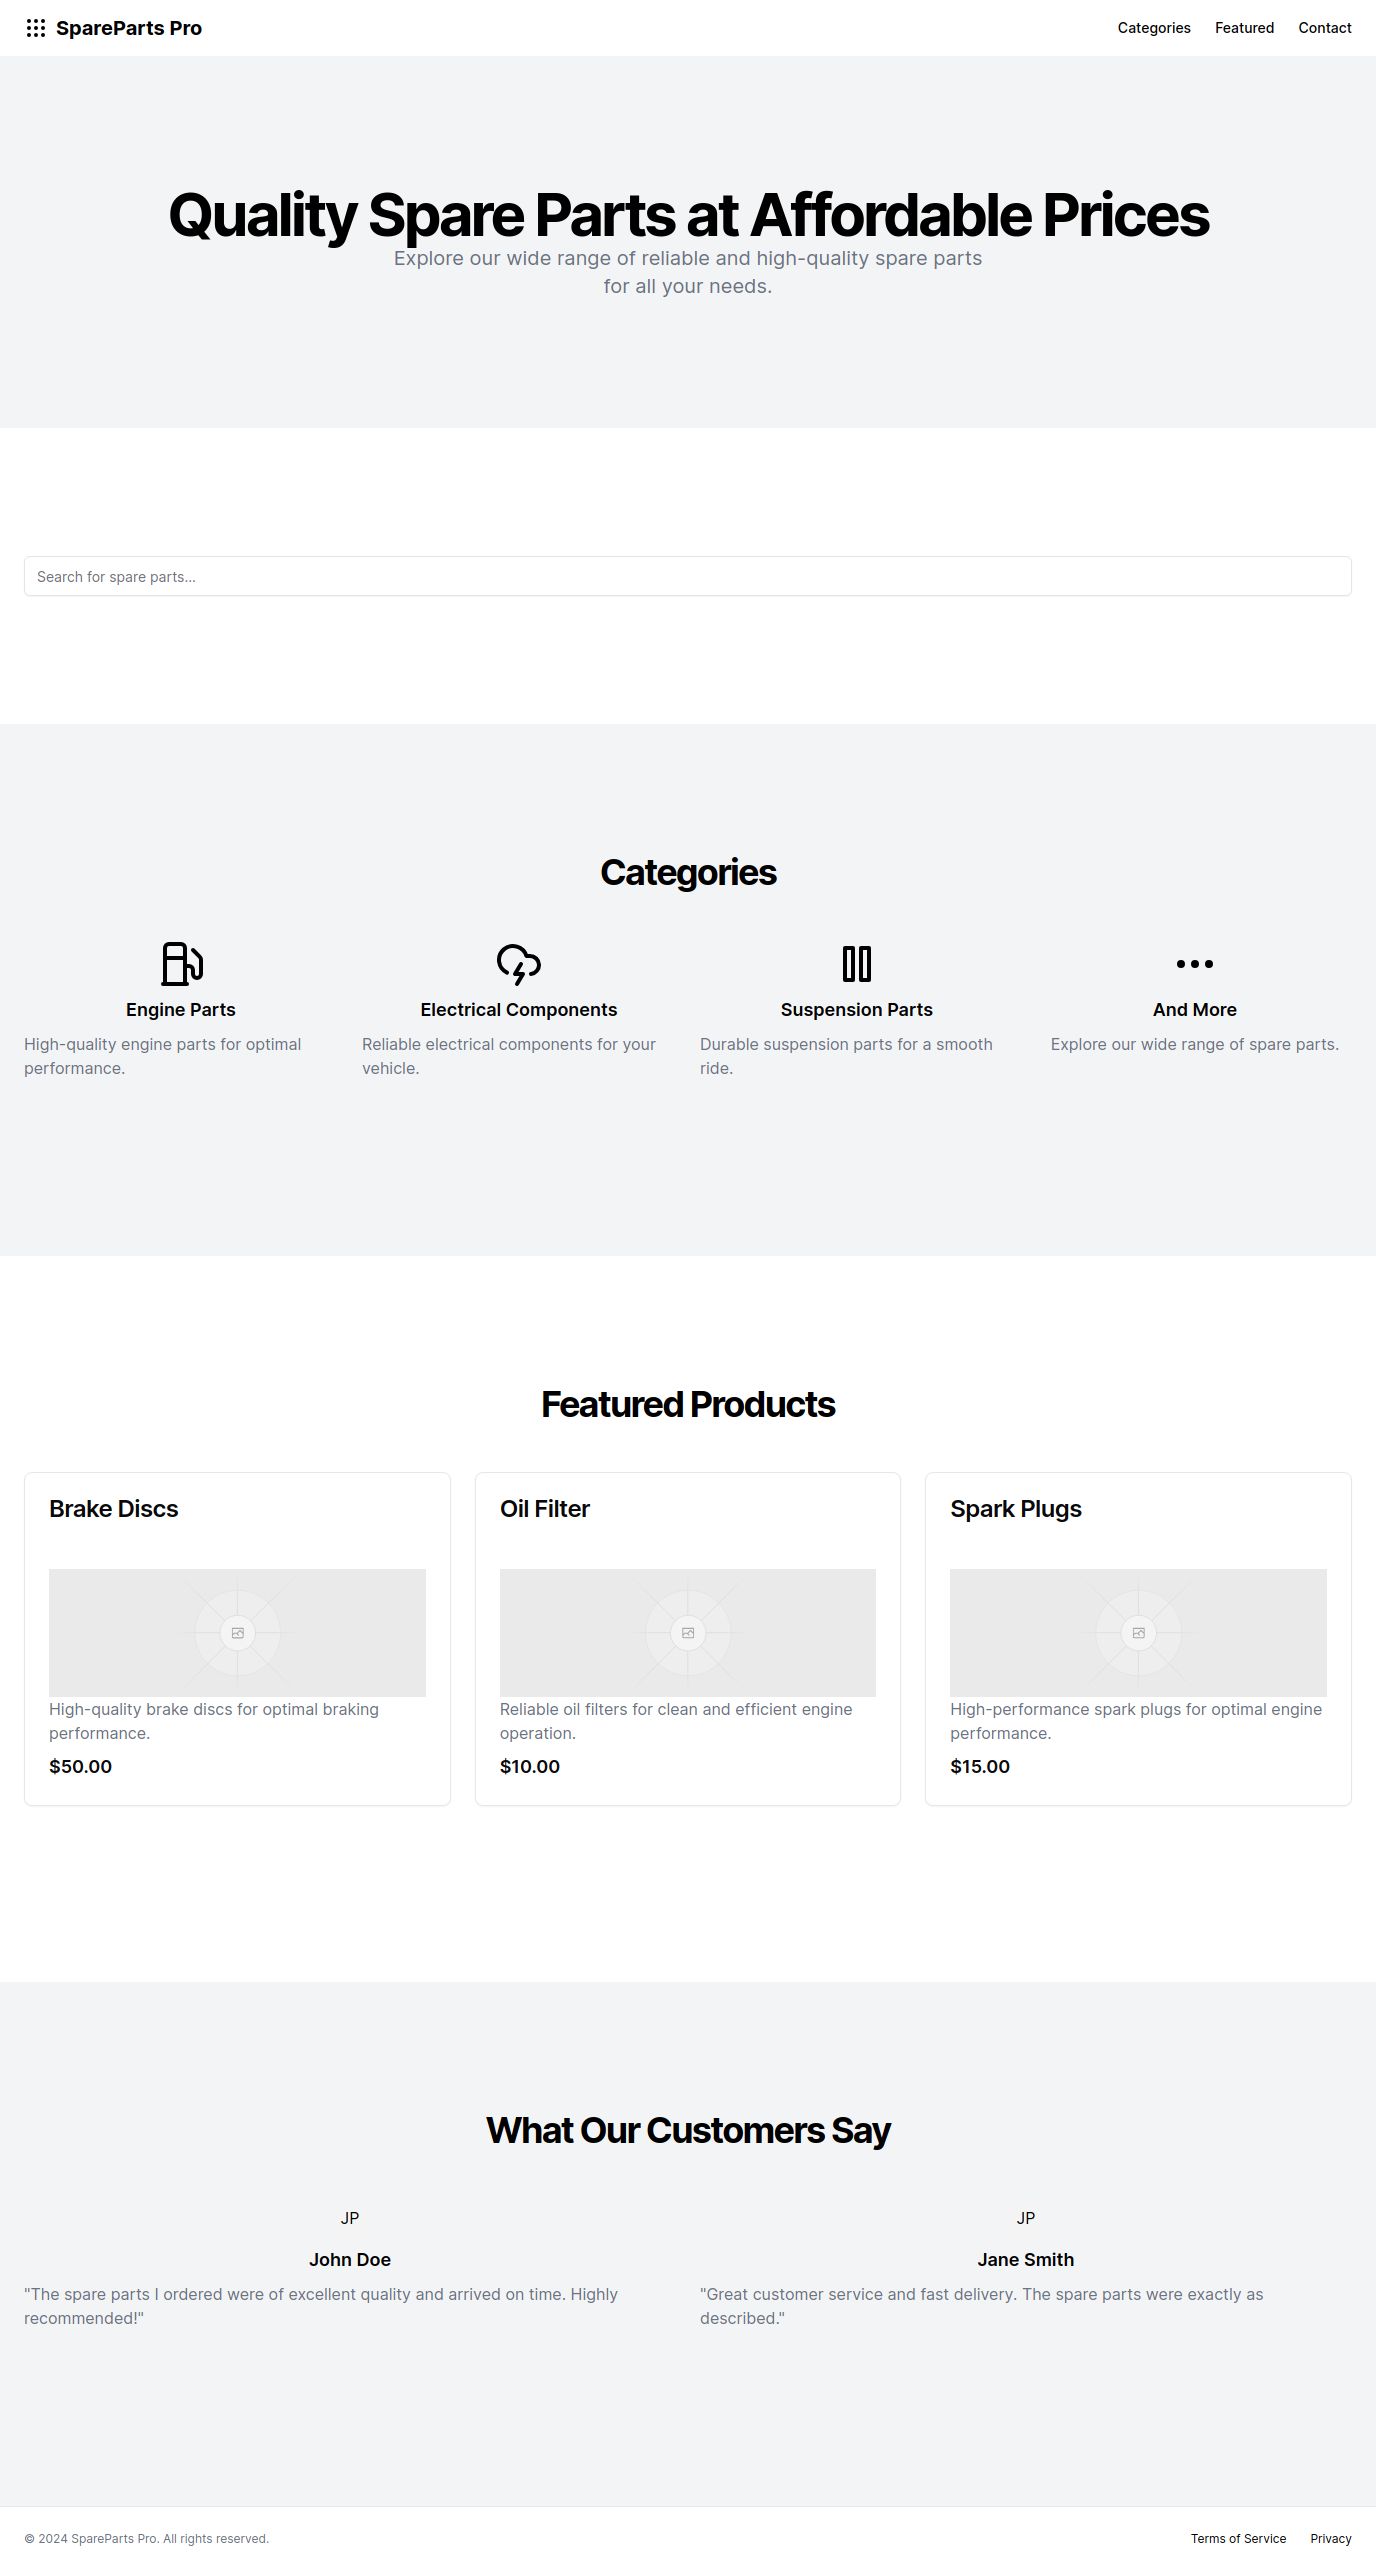 SpareParts Pro
Categories
Featured
Contact
Quality Spare Parts at Affordable Prices
Explore our wide range of reliable and high-quality spare parts
for all your needs.
Search for spare parts...
Categories
Engine Parts
High-quality engine parts for optimal
performance.
Electrical Components
Reliable electrical components for your
vehicle.
Suspension Parts
Durable suspension parts for a smooth
ride.
And More
Explore our wide range of spare parts.
Featured Products
Brake Discs
High-quality brake discs for optimal braking
performance.
$50.00
Oil Filter
Reliable oil filters for clean and efficient engine
operation.
$10.00
Spark Plugs
High-performance spark plugs for optimal engine
performance.
$15.00
What Our Customers Say
JP
John Doe
"The spare parts I ordered were of excellent quality and arrived on time. Highly
recommended!"
JP
Jane Smith
"Great customer service and fast delivery. The spare parts were exactly as
described."
© 2024 SpareParts Pro. All rights reserved.
Terms of Service
Privacy